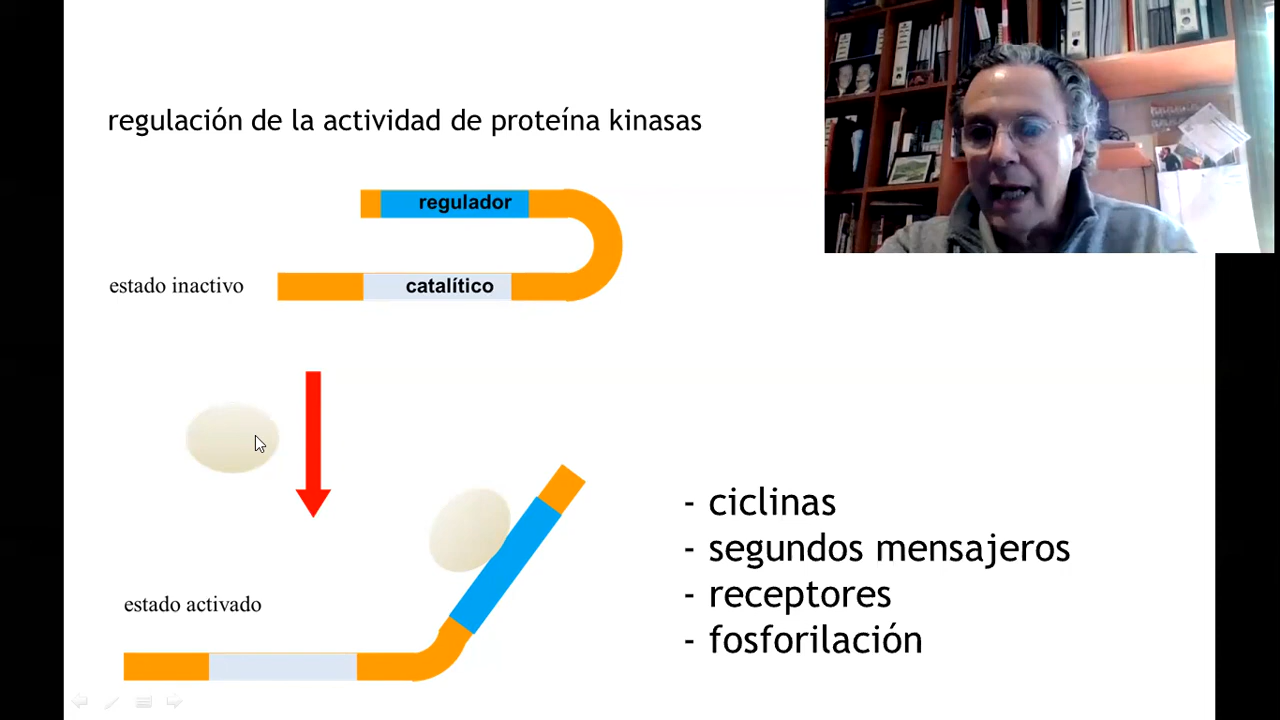 regulación de la actividad de proteína kinasas
regulador
estado inactivo
catalítico
- ciclinas
- segundos mensajeros
- receptores
- fosforilación
estado activado